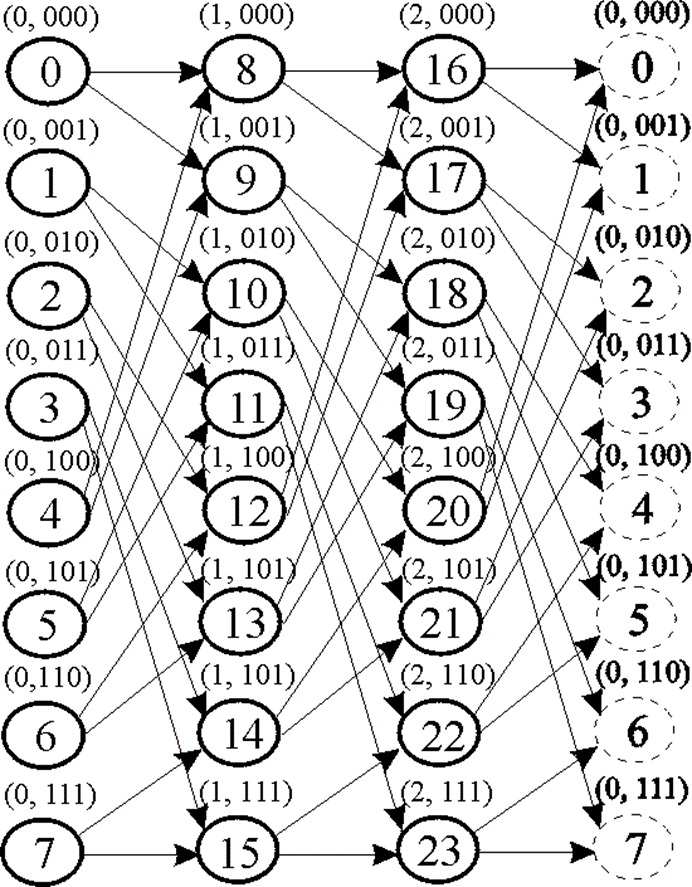 (0, 000) (1, 000) (2, 000) (0, 000)
0 8 16 0
(0, 001) (1, 001) (2, 001) (0, 001)
1 9 17 1
(0, 010) (1, 010) (2, 010) (0, 010)
2 10 18 2
(0, 011) (1, 011) (2, 011) (0, 011)
3 11 19 3
(0, 100) (1, 100) (2, 100) (0, 100)
4 12 20 4
(0, 101) (1, 101) (2, 101) (0, 101)
5 13 21 5
(0,110) (1, 101) (2, 110) (0, 110)
6 14 22 6
(0, 111) (1, 111) (2, 111) (0, 111)
7 15 23 7